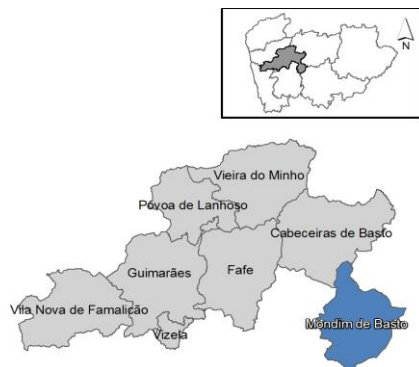 N
Vieira do Minho
Póvoa de Lanhoso
Cabeceiras de Basto
Guimarães
Fafe
Vila Nova de Famalicão
Mondim de Basto
Vizela